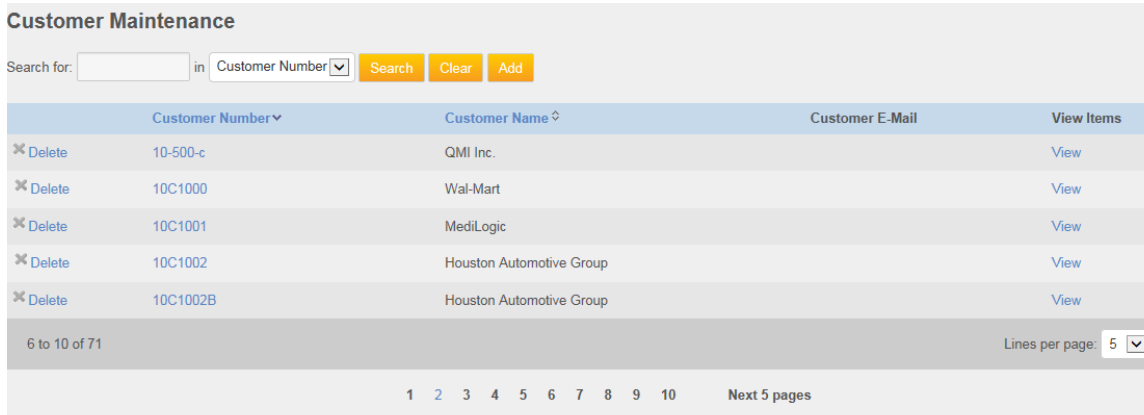 Customer Maintenance
Search for: in Customer Number Search Clear Add
Customer Number Customer Name Customer E-Mail View Items
Delete 10-500-c QMI Inc. View
Delete 10C1000 Wal-Mart View
Delete 10C1001 MediLogic View
Delete 10C1002 Houston Automotive Group View
Delete 10C1002B Houston Automotive Group View
6 to 10 of 71 Lines per page: 5
1 2 3 4 5 6 7 8 9 10 Next 5 pages